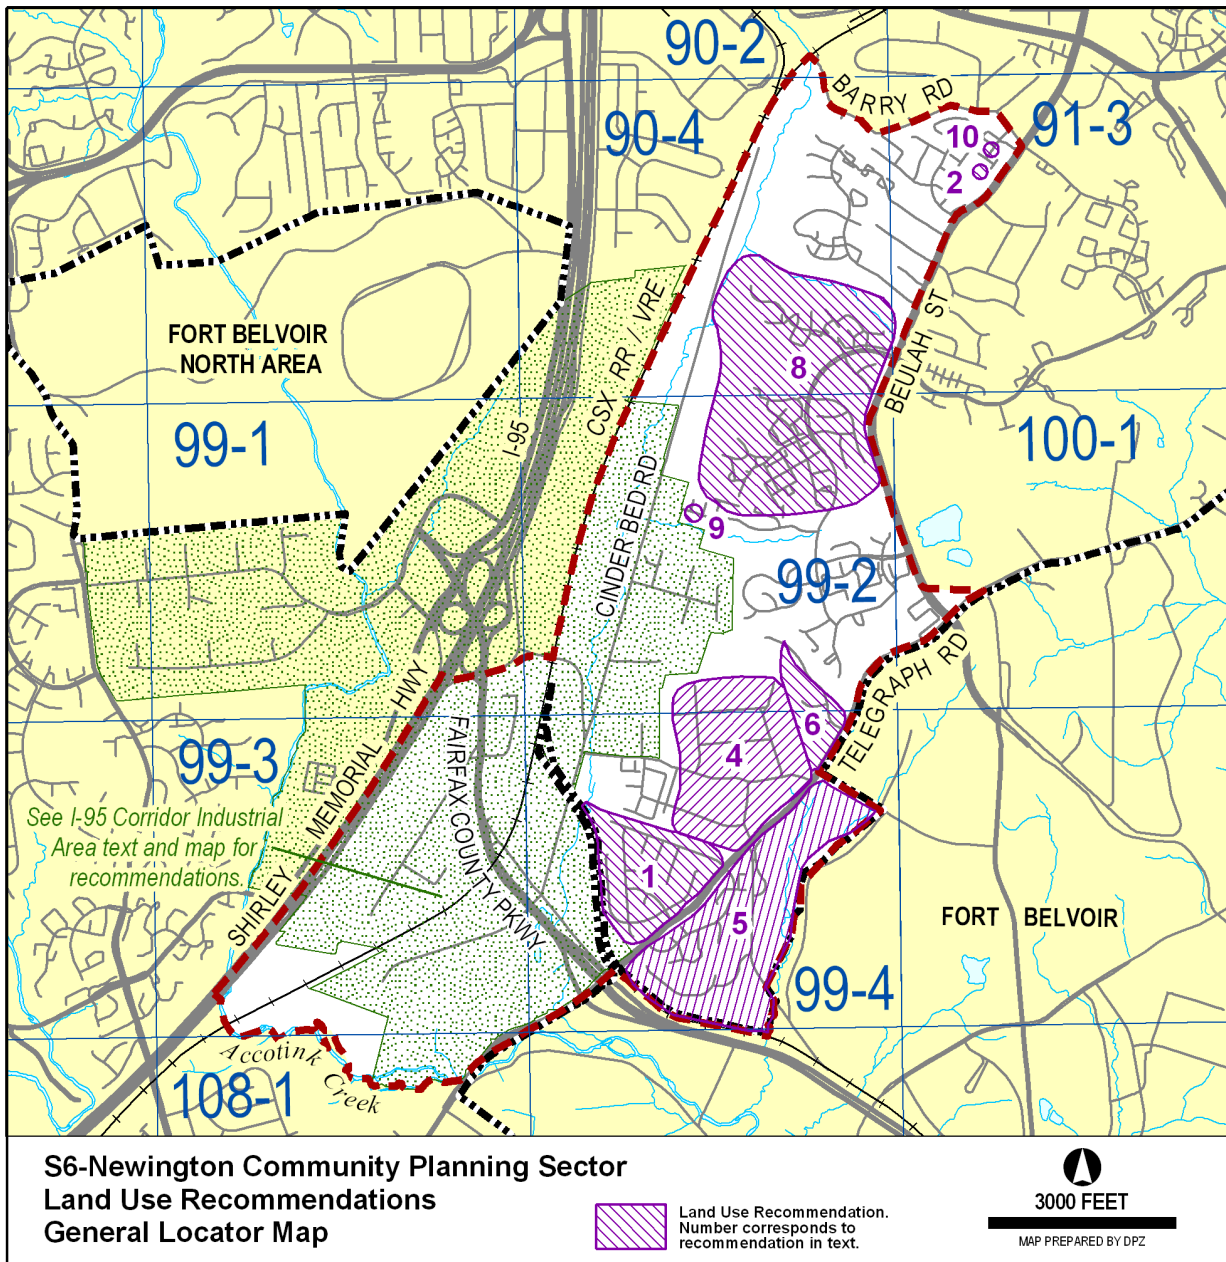 90-2
BARRY RD
91-3
90-4
10
2
FORT BELVOIR
NORTH AREA
CSX RR / VRE
BEULAH ST
8
I-95
99-1
100-1
CINDER BED RD
9
99-2
TELEGRAPH RD
SHIRLEY MEMORIAL HWY
FAIRFAX COUNTY PKWY
6
4
99-3
See I-95 Corridor Industrial
Area text and map for
recommendations.
1
5
FORT BELVOIR
99-4
Accotink Creek
108-1
S6-Newington Community Planning Sector
Land Use Recommendations
General Locator Map
Land Use Recommendation.
Number corresponds to
recommendation in text.
3000 FEET
MAP PREPARED BY DPZ